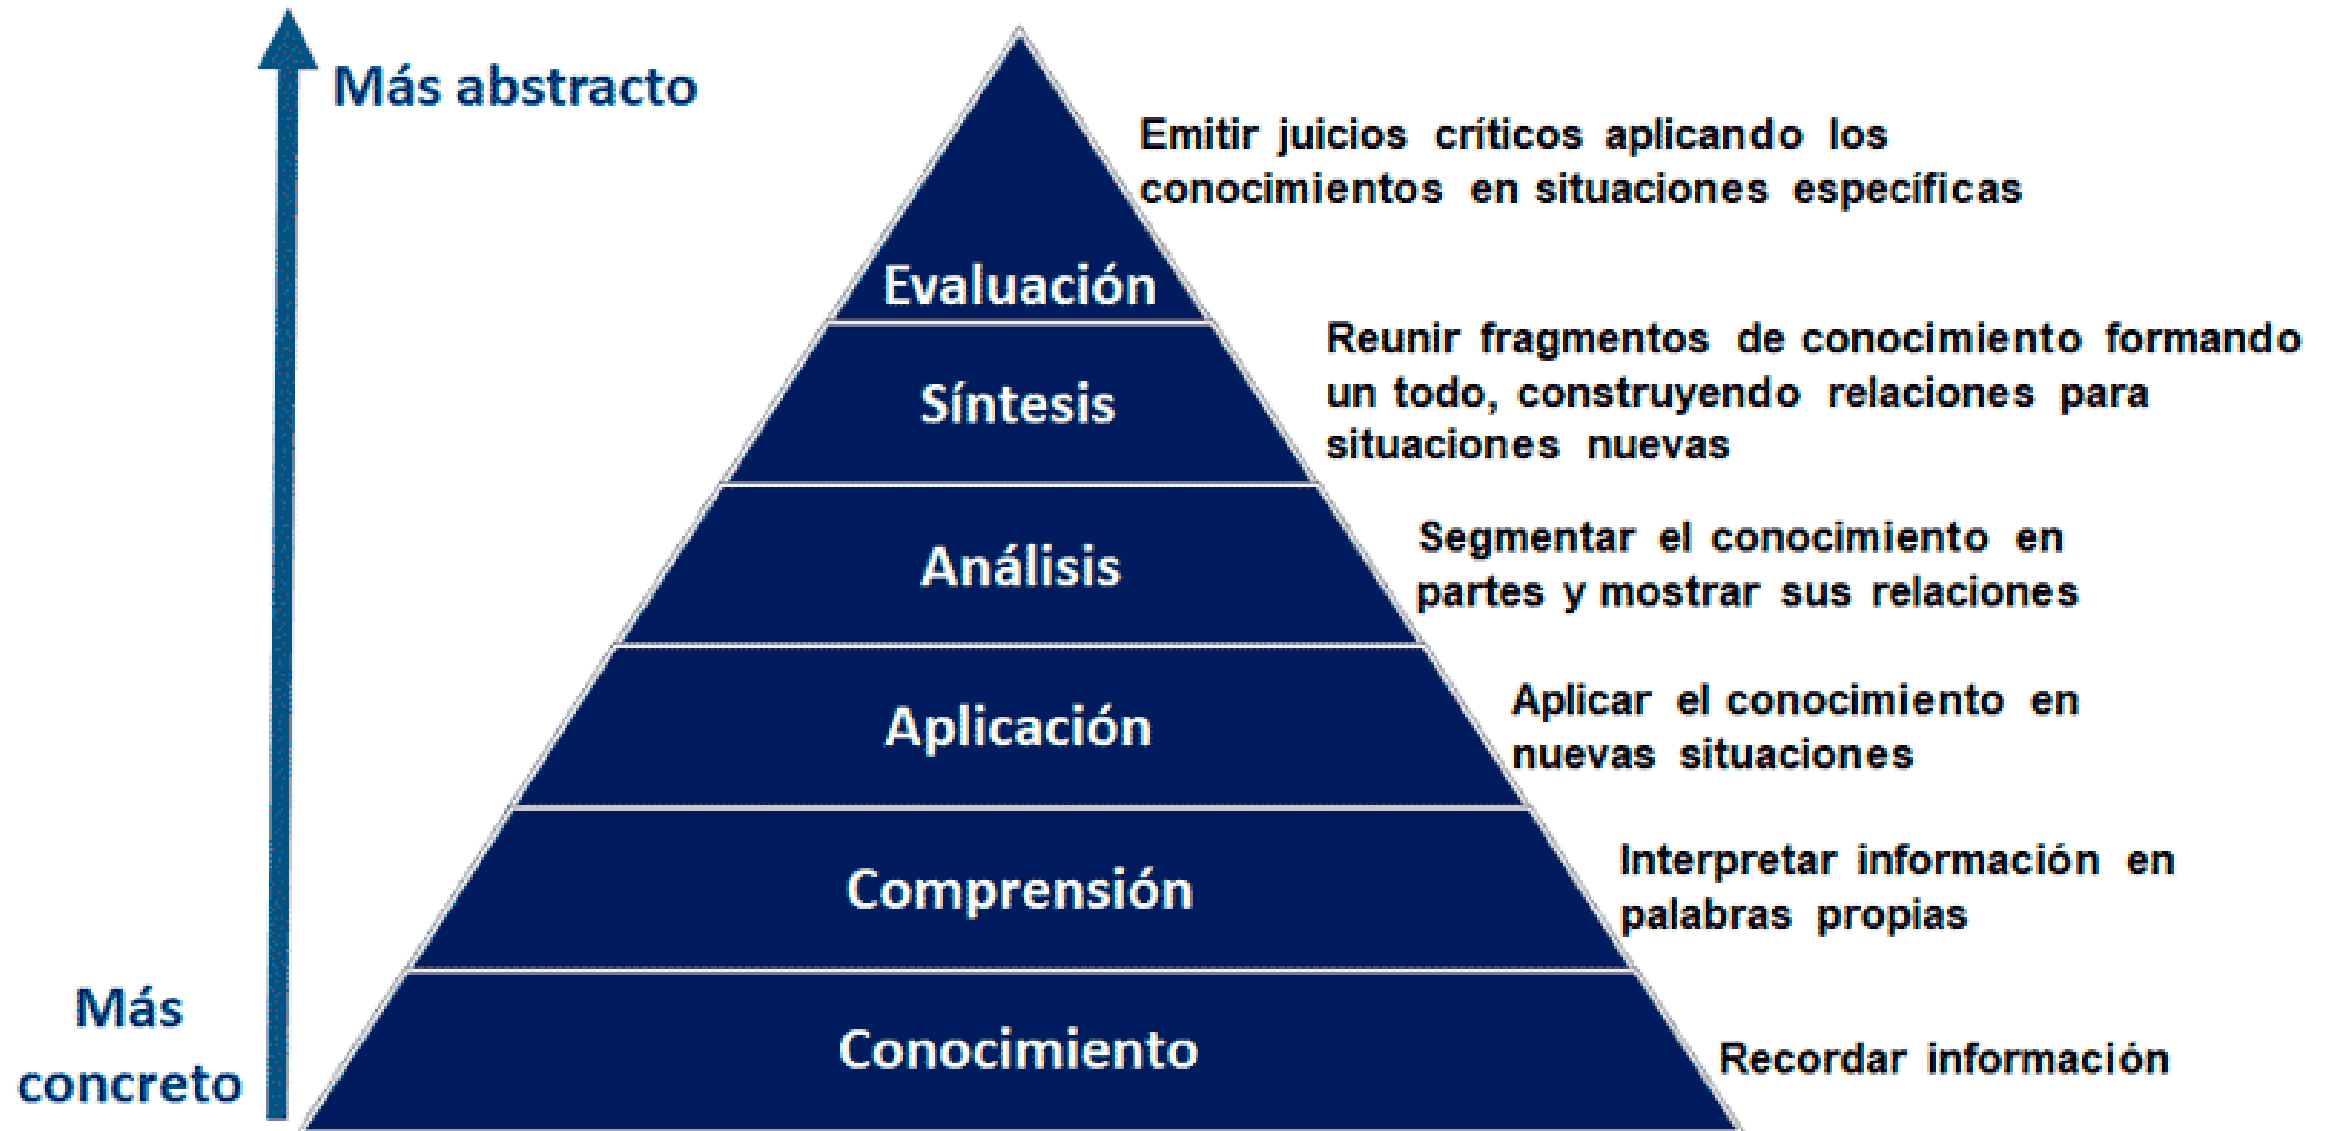 Más abstracto
Emitir juicios críticos aplicando los
conocimientos en situaciones específicas
Evaluación
Reunir fragmentos de conocimiento formando
un todo, construyendo relaciones para
situaciones nuevas
Síntesis
Segmentar el conocimiento en
partes y mostrar sus relaciones
Análisis
Aplicar el conocimiento en
nuevas situaciones
Aplicación
Interpretar información en
palabras propias
Comprensión
Más
concreto
Conocimiento
Recordar información